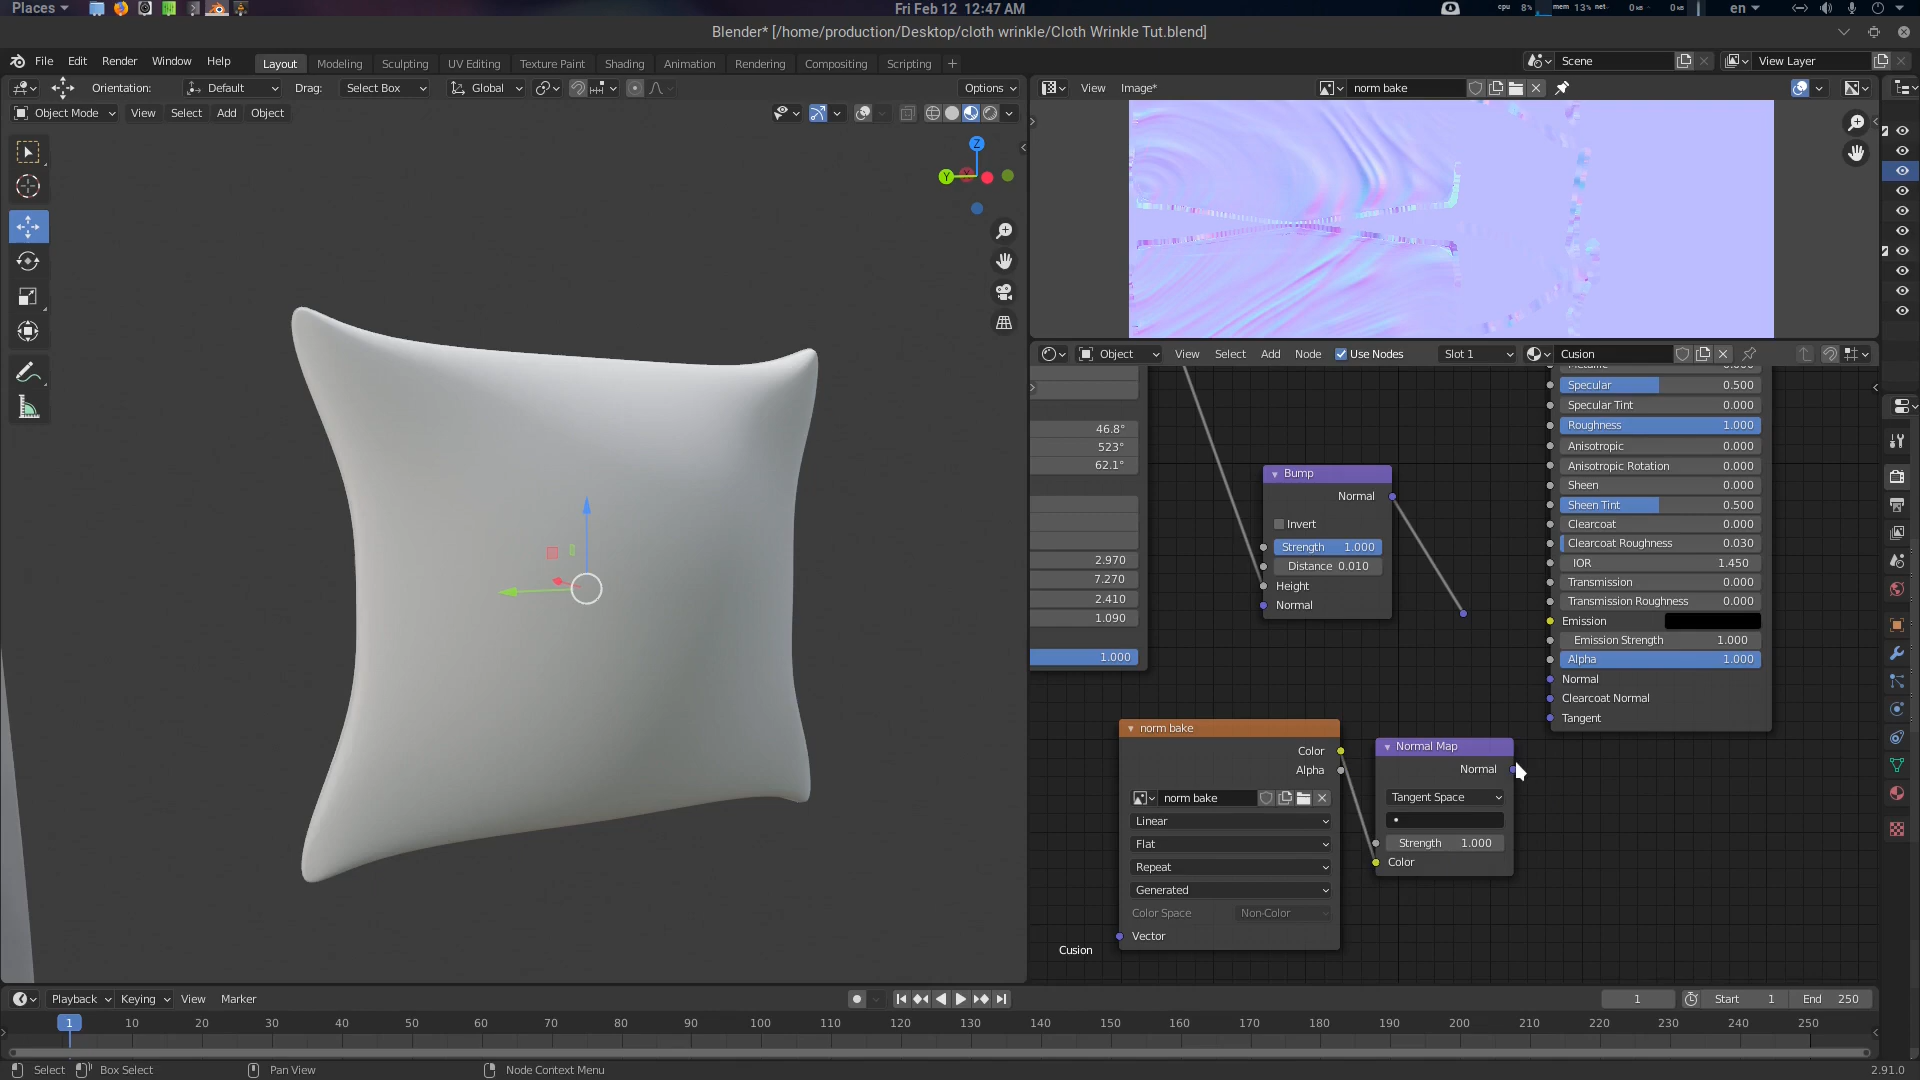 Places
Fri Feb 12 12:47 AM
cpu 8% mem 13% net 0 kB 0 kB
en
Blender* [/home/production/Desktop/cloth wrinkle/Cloth Wrinkle Tut.blend]
File Edit Render Window Help
Layout Modeling Sculpting UV Editing Texture Paint Shading Animation Rendering Compositing Scripting +
Scene
View Layer
Orientation: Default Drag: Select Box Global
Options
View Image*
norm bake
Object Mode View Select Add Object
Z
Y
Object View Select Add Node Use Nodes Slot 1 Cusion
Specular 0.500
Specular Tint 0.000
Roughness 1.000
Anisotropic 0.000
Anisotropic Rotation 0.000
Sheen 0.000
Sheen Tint 0.500
Clearcoat 0.000
Clearcoat Roughness 0.030
IOR 1.450
Transmission 0.000
Transmission Roughness 0.000
Emission
Emission Strength 1.000
Alpha 1.000
Normal
Clearcoat Normal
Tangent
46.8°
523°
62.1°
2.970
7.270
2.410
1.090
1.000
Bump
Normal
Invert
Strength 1.000
Distance 0.010
Height
Normal
norm bake
Color
Alpha
norm bake
Linear
Flat
Repeat
Generated
Color Space Non-Color
Vector
Normal Map
Normal
Tangent Space
Strength 1.000
Color
Cusion
Playback Keying View Marker
1
Start 1
End 250
1 10 20 30 40 50 60 70 80 90 100 110 120 130 140 150 160 170 180 190 200 210 220 230 240 250
Select Box Select Pan View Node Context Menu
2.91.0